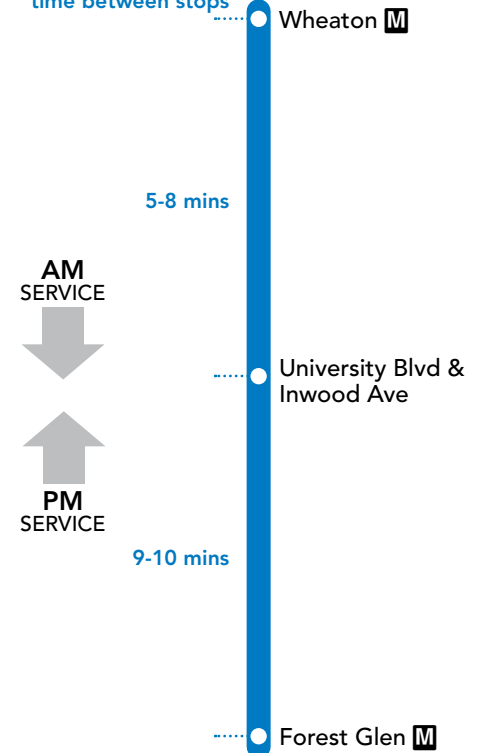 time between stops
Wheaton M
5-8 mins
AM
SERVICE
University Blvd &
Inwood Ave
PM
SERVICE
9-10 mins
Forest Glen M